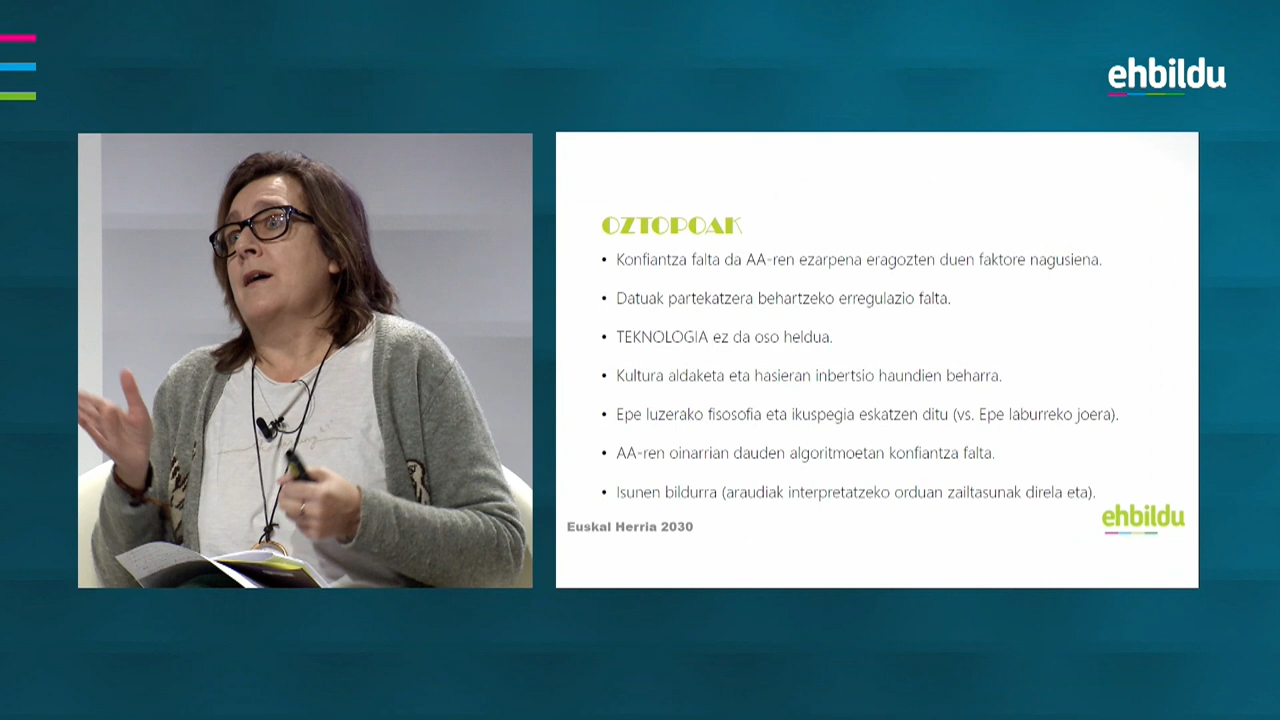 ehbildu
OZTOPOAK
• Konfiantza falta da AA-ren ezarpena eragozten duen faktore nagusiena.
• Datuak partekatzera behartzeko erregulazio falta.
• TEKNOLOGIA ez da oso heldua.
• Kultura aldaketa eta hasieran inbertsio haundien beharra.
• Epe luzerako fisosofia eta ikuspegia eskatzen ditu (vs. Epe laburreko joera).
• AA-ren oinarrian dauden algoritmoetan konfiantza falta.
• Isunen bildurra (araudiak interpretatzeko orduan zailtasunak direla eta).
ehbildu
Euskal Herria 2030